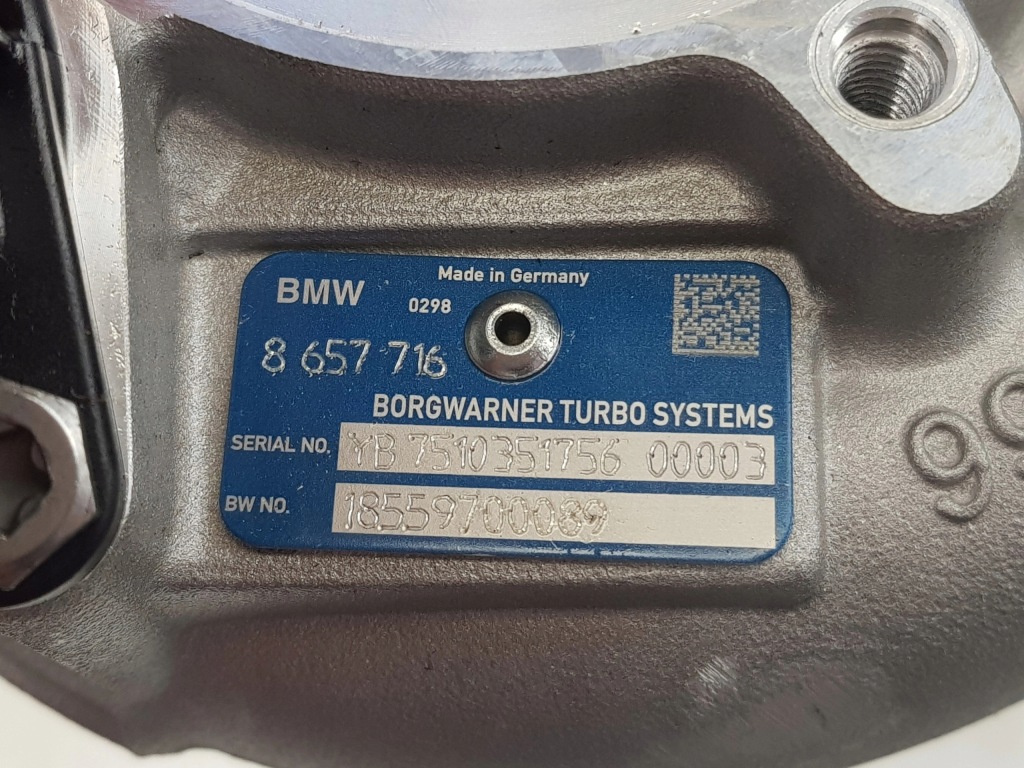 BMW
Made in Germany
0298
8 657 716
BORGWARNER TURBO SYSTEMS
SERIAL NO. YB 7510351756 00003
BW NO. 18559700089
99